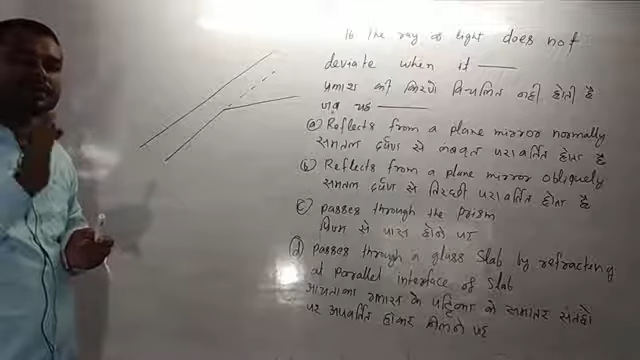 16 The ray of light does not
deviate when it ———
प्रकाश की किरणे विचलित नही होती है
जब यह ———
(a) Reflects from a plane mirror normally
समतल दर्पण से लंबवत परावर्तित होता है
(b) Reflects from a plane mirror obliquely
समतल दर्पण से तिरछी परावर्तित होता है
(c) passes through the Prism
से पास होने पर
(d) passes through a glass slab by refracting
at parallel interface of slab
के पट्टिका के समान्तर सतहो
पर अपवर्तित होकर पर